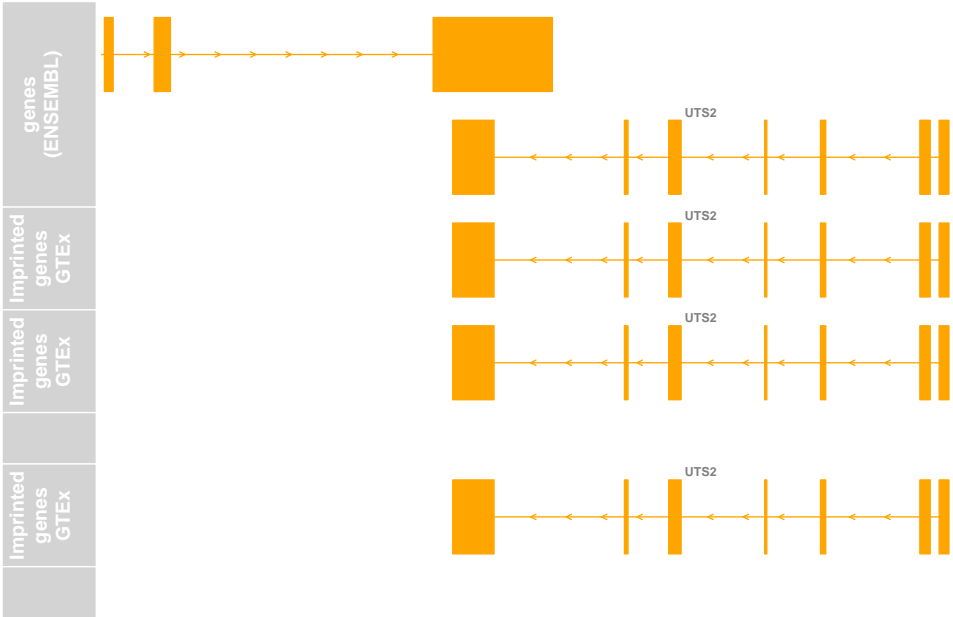 genes
(ENSEMBL)
UTS2
Imprinted
genes
GTEx
UTS2
Imprinted
genes
GTEx
UTS2
Imprinted
genes
GTEx
UTS2